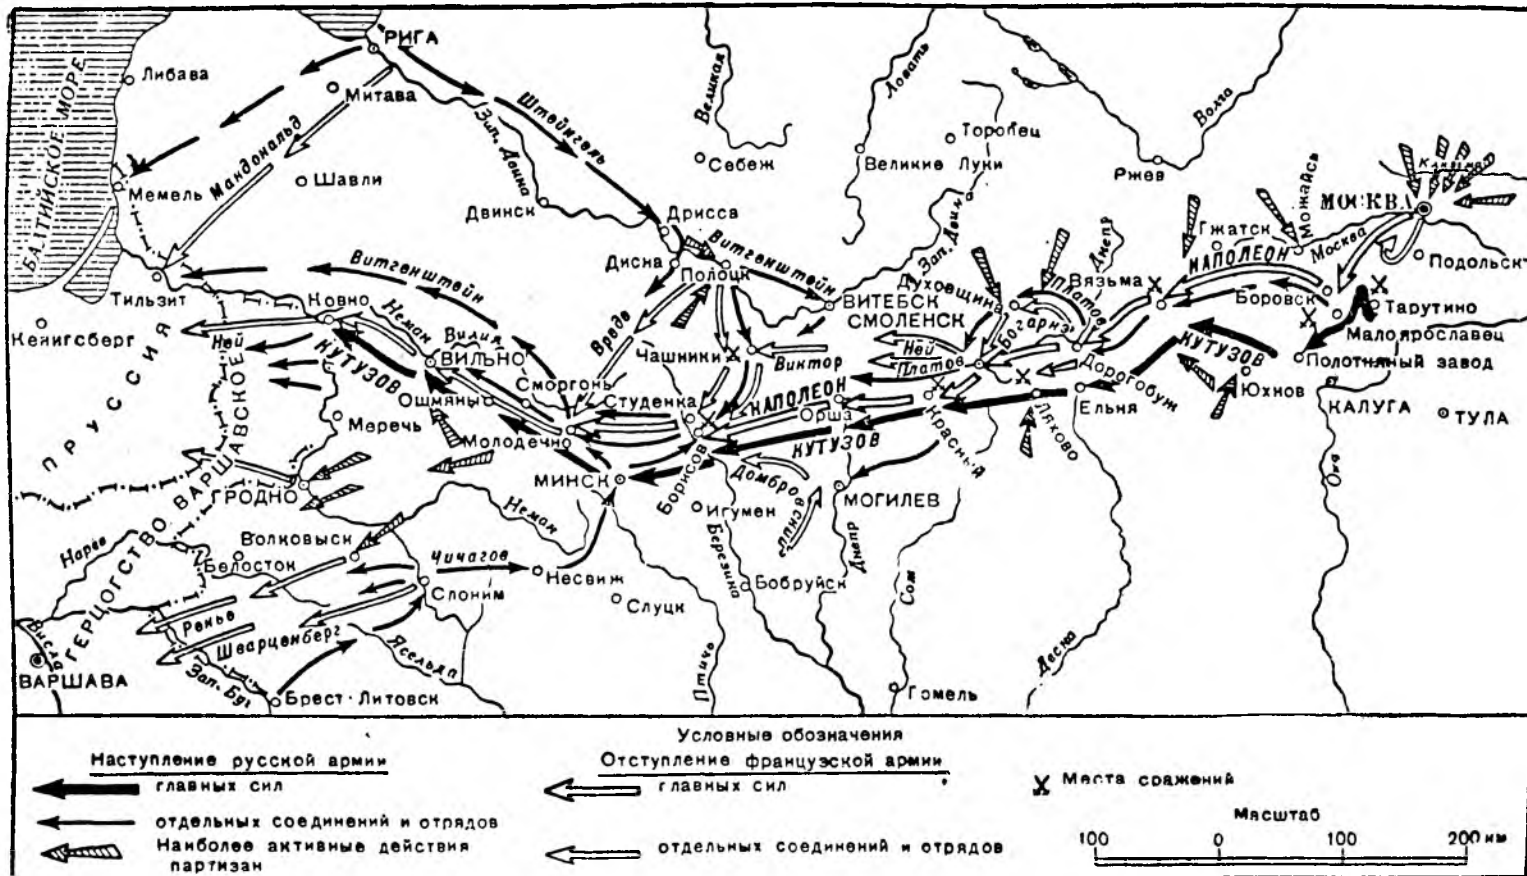 РИГА
Либава
Митава
БАЛТИЙСКОЕ МОРЕ
Макдональд
Зап. Двина
Штейнгель
Великая
Ловать
Волга
Торопец
Себеж
Великие Луки
Ржев
Можайск
МОСКВА
Мемель
Шавли
Двинск
Дрисса
Витгенштейн
Зап. Двина
Днепр
Гжатск
Москва
НАПОЛЕОН
Подольск
Дисна
Полоцк
Духовщина
Платов
Вязьма
Боровск
Тильзит
Витгенштейн
Ковно
Неман
Вилия
ВИТЕБСК
СМОЛЕНСК
Богарнэ
Тарутино
Малоярославец
Кенигсберг
Ней
КУТУЗОВ
ВИЛЬНО
Вреде
Чашники
Виктор
Ней
Платов
Дорогобуж
КУТУЗОВ
Полотняный завод
Юхнов
ПРУССИЯ
Ошмяны
Сморгонь
Студенка
НАПОЛЕОН
Орша
Красный
Ляхово
Ельня
КАЛУГА
ТУЛА
Меречь
Молодечно
Борисов
КУТУЗОВ
МИНСК
Домбровский
МОГИЛЕВ
Ока
ГРОДНО
Неман
Игумен
Днепр
ГЕРЦОГСТВО ВАРШАВСКОЕ
Нарев
Волковыск
Белосток
Чичагов
Несвиж
Березина
Бобруйск
Сож
Слоним
Слуцк
Ренье
Шварценберг
Ясельда
Птичь
Десна
Висла
ВАРШАВА
Зап. Буг
Брест-Литовск
Гомель
Условные обозначения
Наступление русской армии
главных сил
отдельных соединений и отрядов
Наиболее активные действия
партизан
Отступление французской армии
главных сил
отдельных соединений и отрядов
Места сражений
Масштаб
100 0 100 200 км